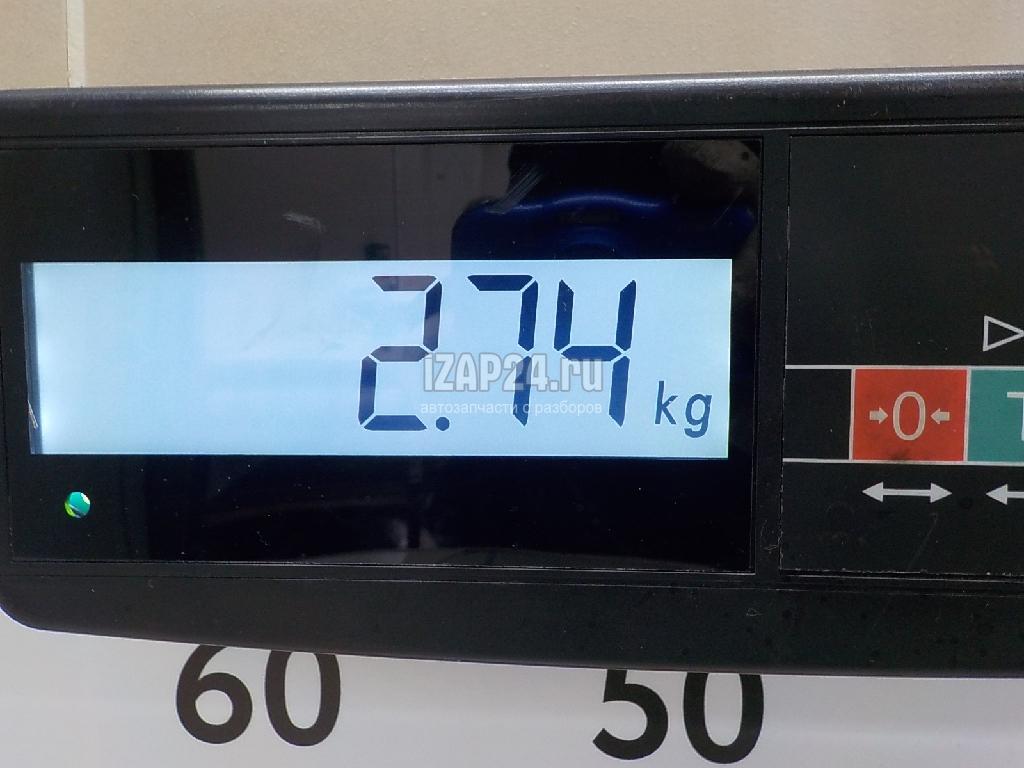 2.74 kg
iZAP24.ru
автозапчасти с разборов
→0←
60 50